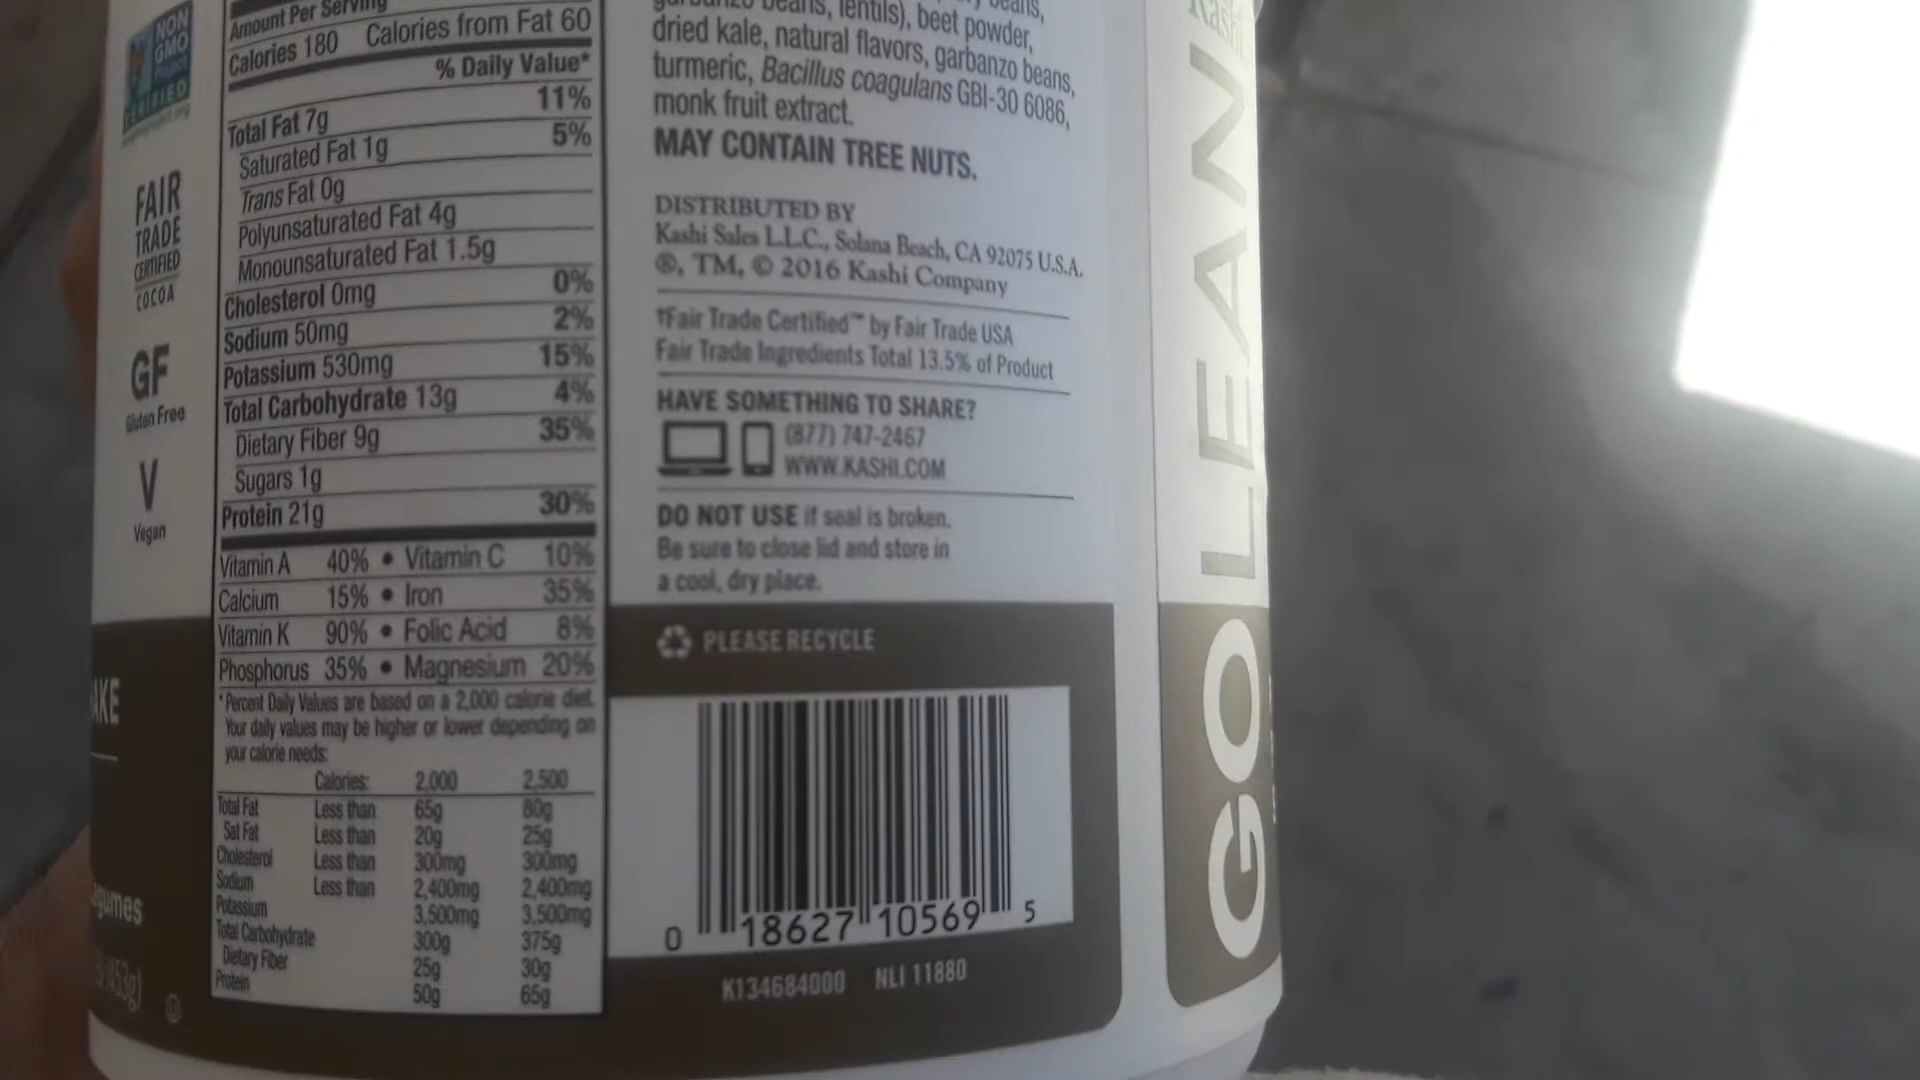 NON
GMO
Project
VERIFIED
FAIR
TRADE
CERTIFIED
COCOA
GF
Gluten Free
V
Vegan
AKE
gumes
(453g)
Amount Per Serving
Calories 180 Calories from Fat 60
% Daily Value*
Total Fat 7g 11%
Saturated Fat 1g 5%
Trans Fat 0g
Polyunsaturated Fat 4g
Monounsaturated Fat 1.5g
Cholesterol 0mg 0%
Sodium 50mg 2%
Potassium 530mg 15%
Total Carbohydrate 13g 4%
Dietary Fiber 9g 35%
Sugars 1g
Protein 21g 30%
Vitamin A 40% • Vitamin C 10%
Calcium 15% • Iron 35%
Vitamin K 90% • Folic Acid 8%
Phosphorus 35% • Magnesium 20%
*Percent Daily Values are based on a 2,000 calorie diet.
Your daily values may be higher or lower depending on
your calorie needs:
Calories: 2,000 2,500
Total Fat Less than 65g 80g
Sat Fat Less than 20g 25g
Cholesterol Less than 300mg 300mg
Sodium Less than 2,400mg 2,400mg
Potassium 3,500mg 3,500mg
Total Carbohydrate 300g 375g
Dietary Fiber 25g 30g
Protein 50g 65g
beans, lentils), beet powder,
dried kale, natural flavors, garbanzo beans,
turmeric, Bacillus coagulans GBI-30 6086,
monk fruit extract.
MAY CONTAIN TREE NUTS.
DISTRIBUTED BY
Kashi Sales L.L.C., Solana Beach, CA 92075 U.S.A.
®, TM, © 2016 Kashi Company
†Fair Trade Certified™ by Fair Trade USA
Fair Trade Ingredients Total 13.5% of Product
HAVE SOMETHING TO SHARE?
(877) 747-2467
WWW.KASHI.COM
DO NOT USE if seal is broken.
Be sure to close lid and store in
a cool, dry place.
PLEASE RECYCLE
0 18627 10569 5
K134684000 NLI 11880
Kashi
GOLEAN